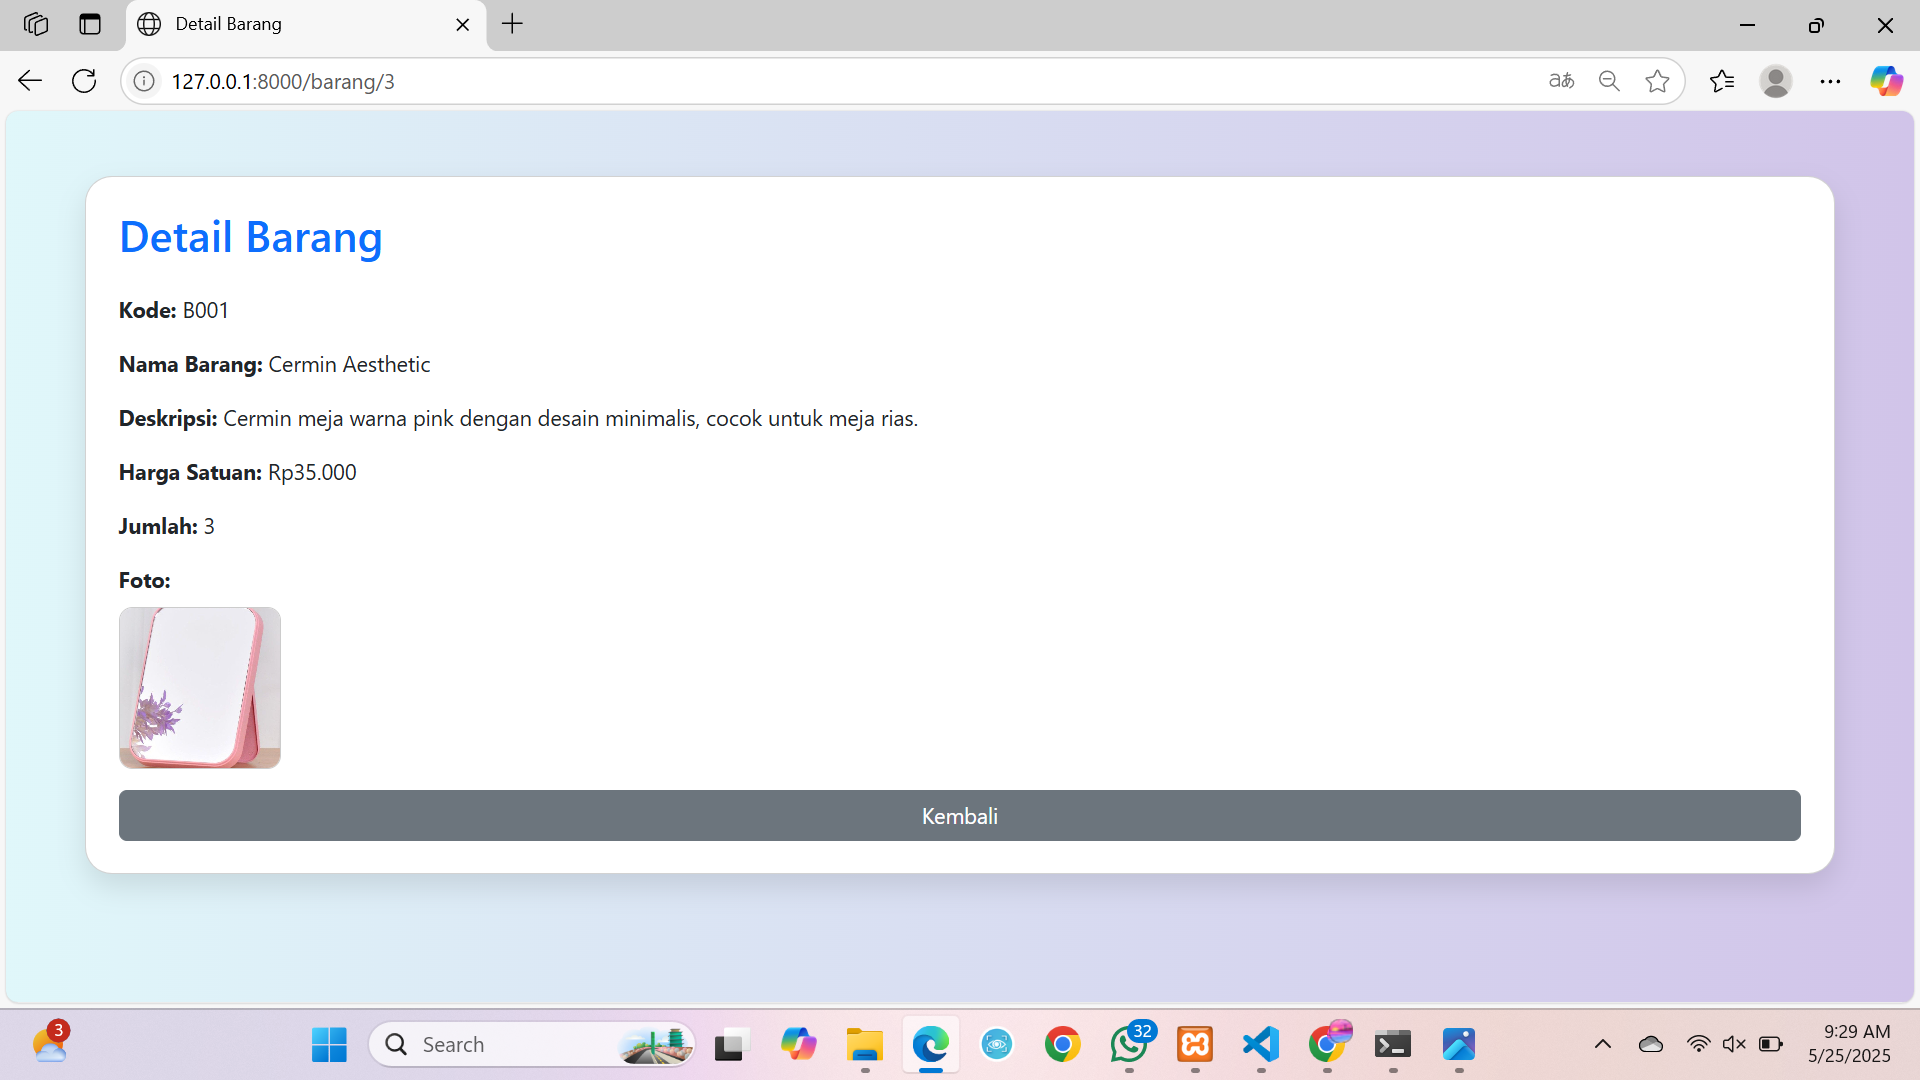 Detail Barang
127.0.0.1:8000/barang/3
aあ
Detail Barang
Kode: B001
Nama Barang: Cermin Aesthetic
Deskripsi: Cermin meja warna pink dengan desain minimalis, cocok untuk meja rias.
Harga Satuan: Rp35.000
Jumlah: 3
Foto:
Kembali
3
Search
32
9:29 AM
5/25/2025